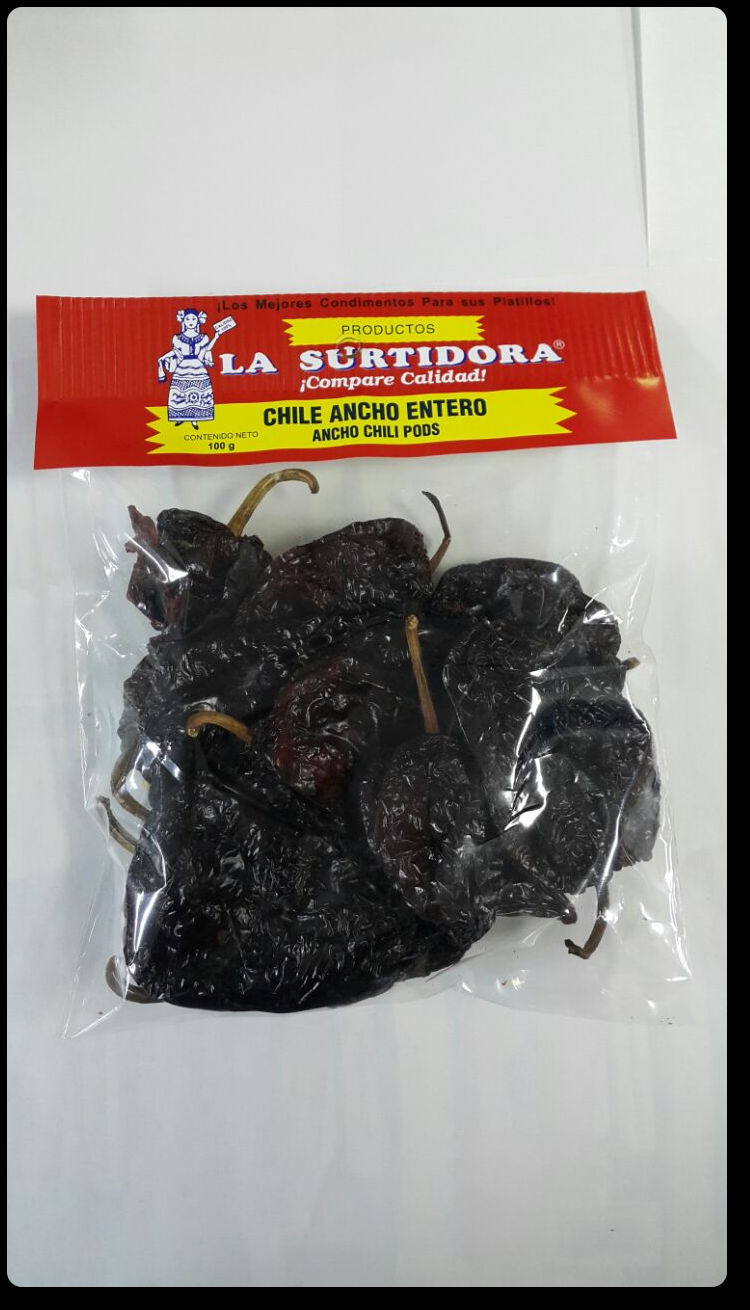 ¡Los Mejores Condimentos Para sus Platillos!
PRODUCTOS
LA SURTIDORA®
¡Compare Calidad!
CHILE ANCHO ENTERO
ANCHO CHILI PODS
CONTENIDO NETO
100 g